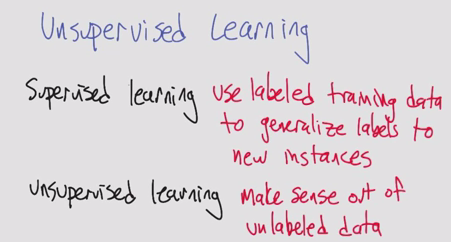 Unsupervised Learning
Supervised learning use labeled training data
to generalize labels to
new instances
unsupervised learning make sense out of
unlabeled data